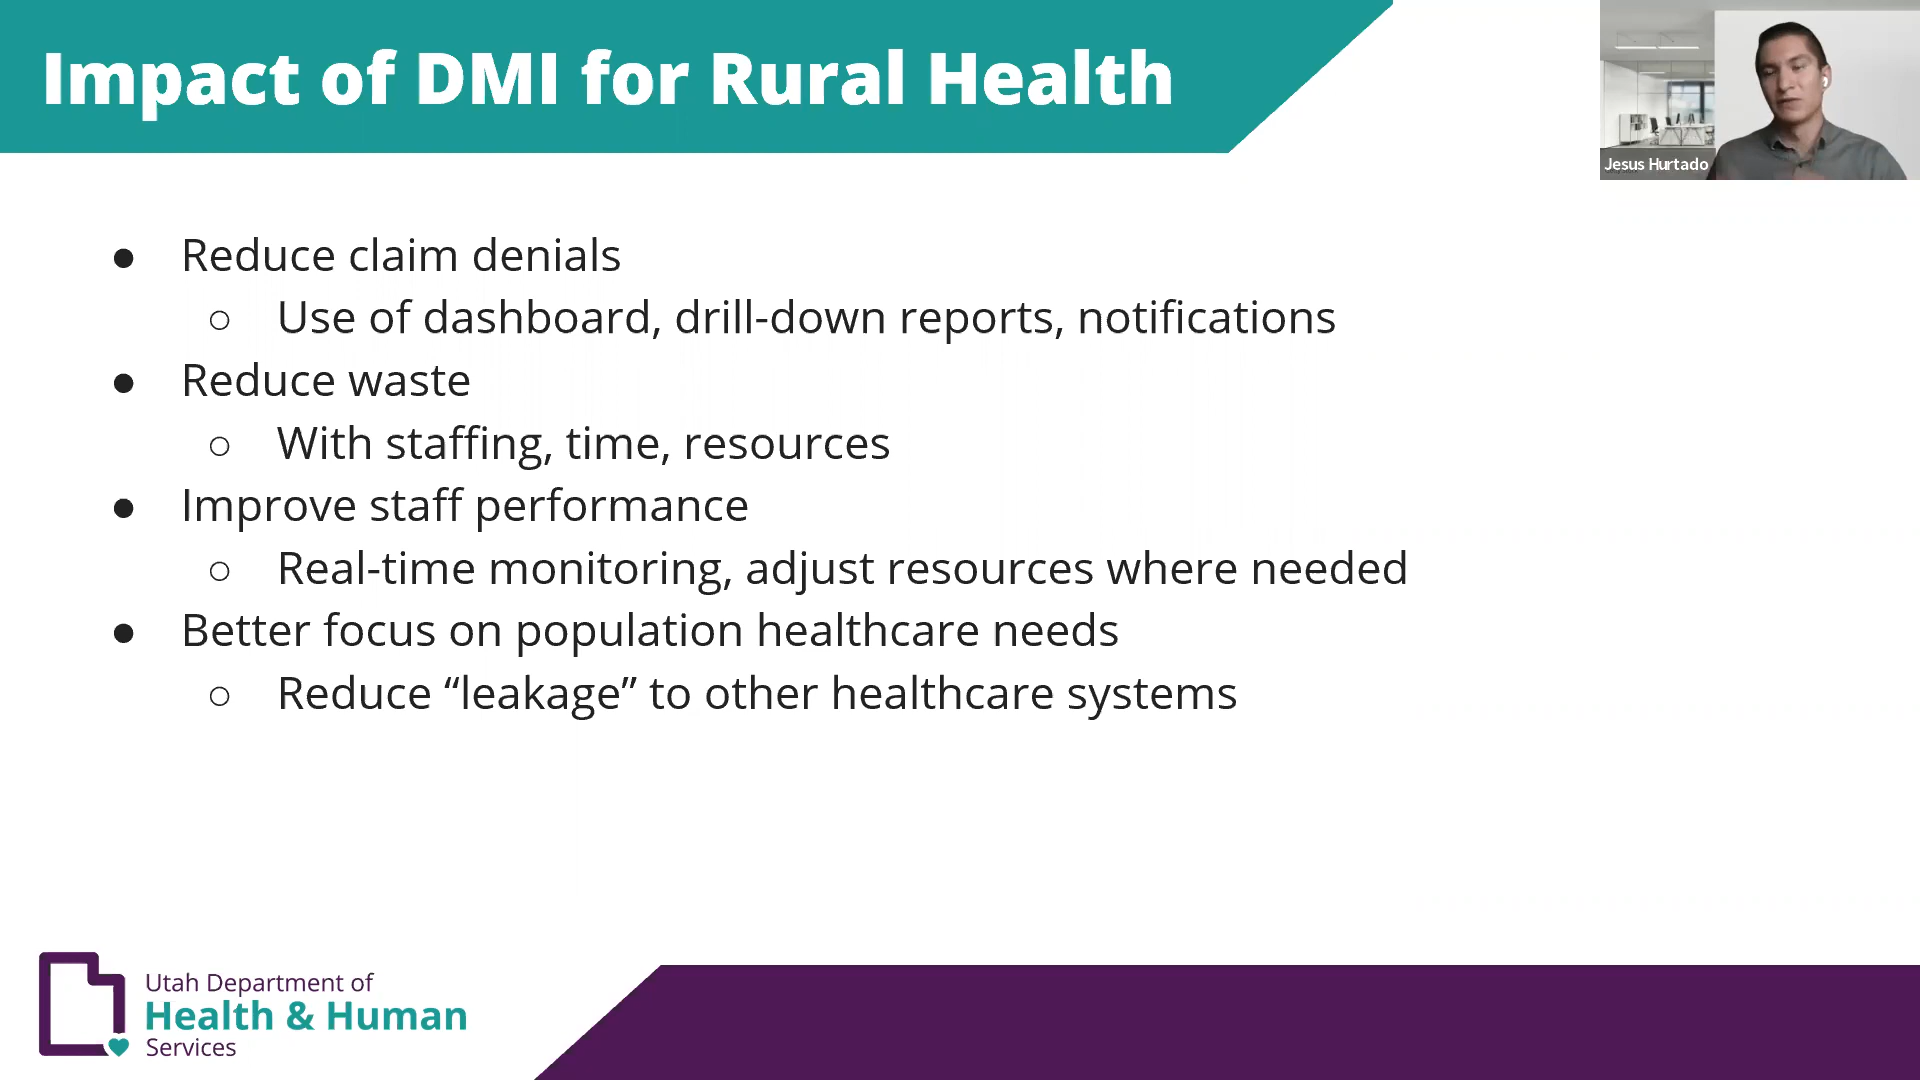 Impact of DMI for Rural Health
Jesus Hurtado
● Reduce claim denials
○ Use of dashboard, drill-down reports, notifications
● Reduce waste
○ With staffing, time, resources
● Improve staff performance
○ Real-time monitoring, adjust resources where needed
● Better focus on population healthcare needs
○ Reduce “leakage” to other healthcare systems
Utah Department of
Health & Human
Services